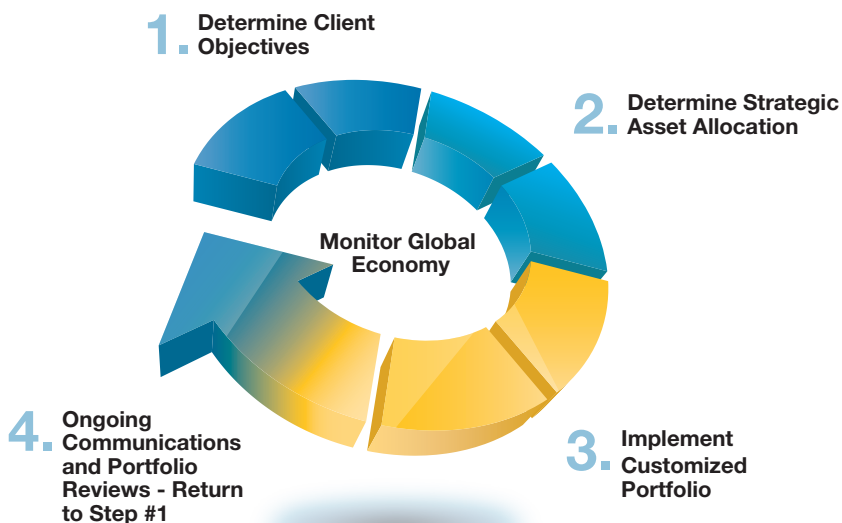 1. Determine Client
Objectives
2. Determine Strategic
Asset Allocation
Monitor Global
Economy
3. Implement
Customized
Portfolio
4. Ongoing
Communications
and Portfolio
Reviews - Return
to Step #1